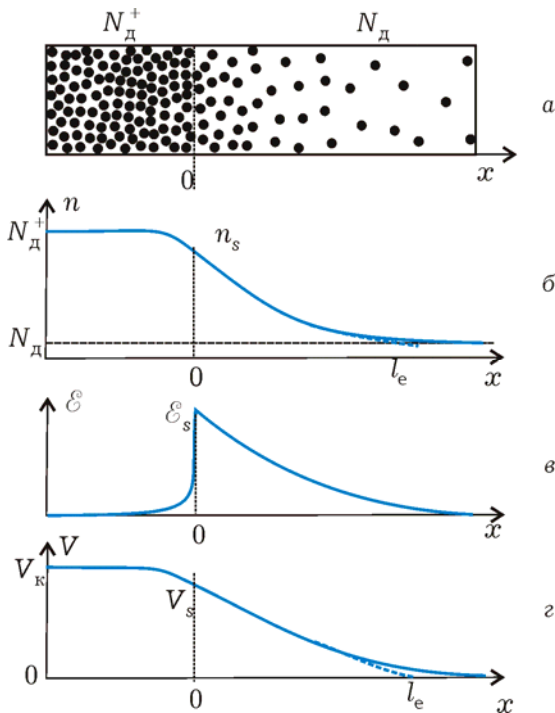 N_д^+ N_д
а
0 x
n
N_д^+ n_s
б
N_д
0 l_e x
ℰ ℰ_s
в
0 x
V
V_к
V_s г
0
0 l_e x